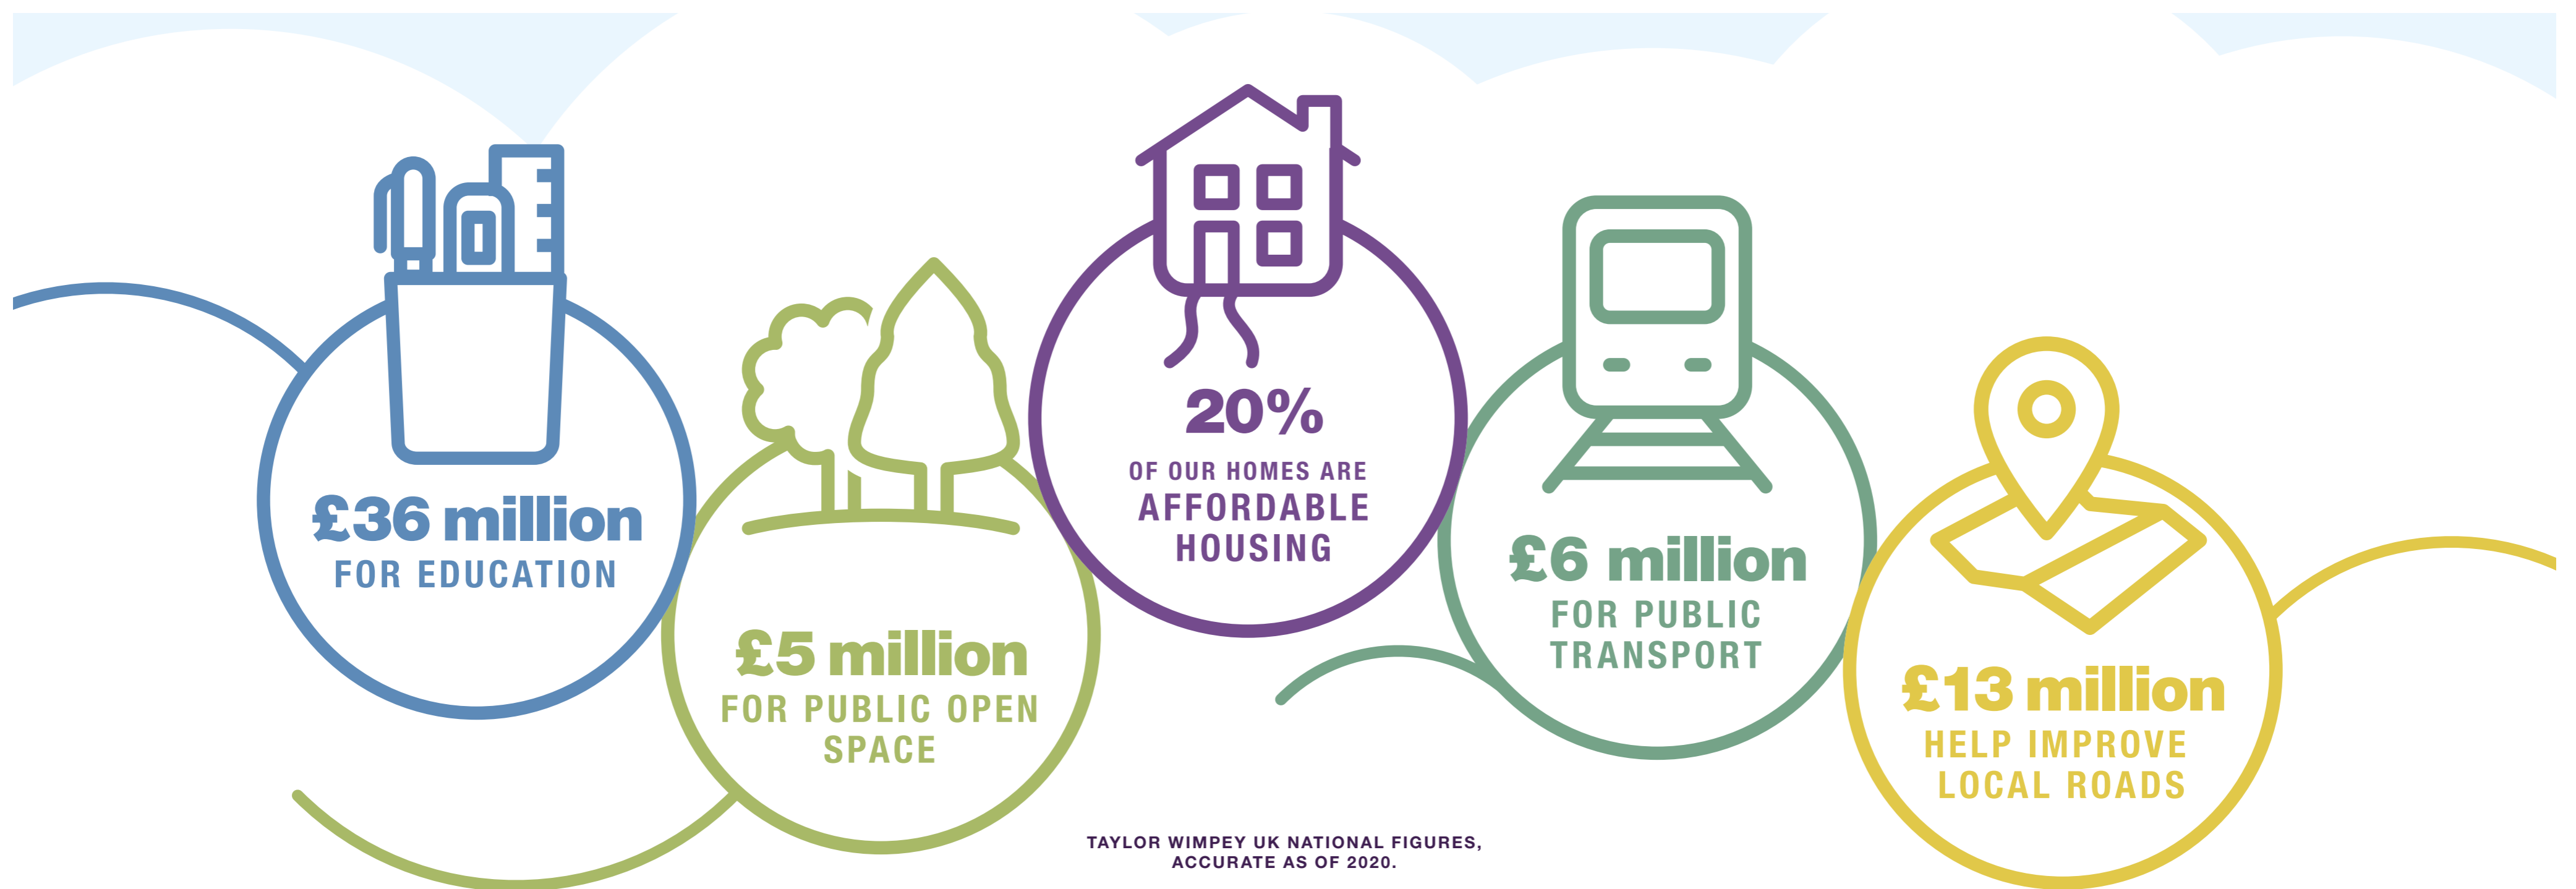 £36 million
FOR EDUCATION
£5 million
FOR PUBLIC OPEN
SPACE
20%
OF OUR HOMES ARE
AFFORDABLE
HOUSING
£6 million
FOR PUBLIC
TRANSPORT
£13 million
HELP IMPROVE
LOCAL ROADS
TAYLOR WIMPEY UK NATIONAL FIGURES,
ACCURATE AS OF 2020.